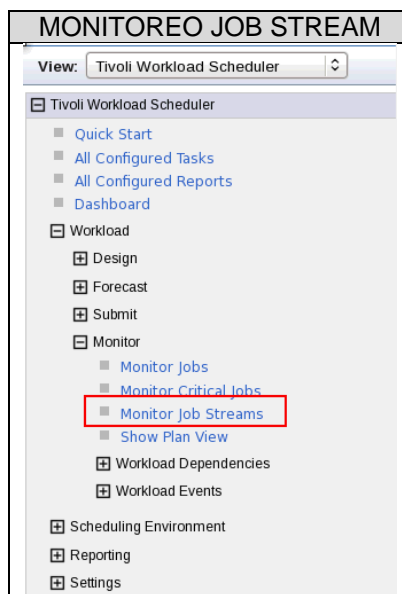 MONITOREO JOB STREAM
View: Tivoli Workload Scheduler
Tivoli Workload Scheduler
Quick Start
All Configured Tasks
All Configured Reports
Dashboard
Workload
Design
Forecast
Submit
Monitor
Monitor Jobs
Monitor Critical Jobs
Monitor Job Streams
Show Plan View
Workload Dependencies
Workload Events
Scheduling Environment
Reporting
Settings